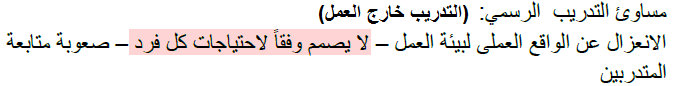 مساوئ التدريب الرسمي: (التدريب خارج العمل)
الانعزال عن الواقع العملى لبيئة العمل – لا يصمم وفقاً لاحتياجات كل فرد – صعوبة متابعة
المتدربين